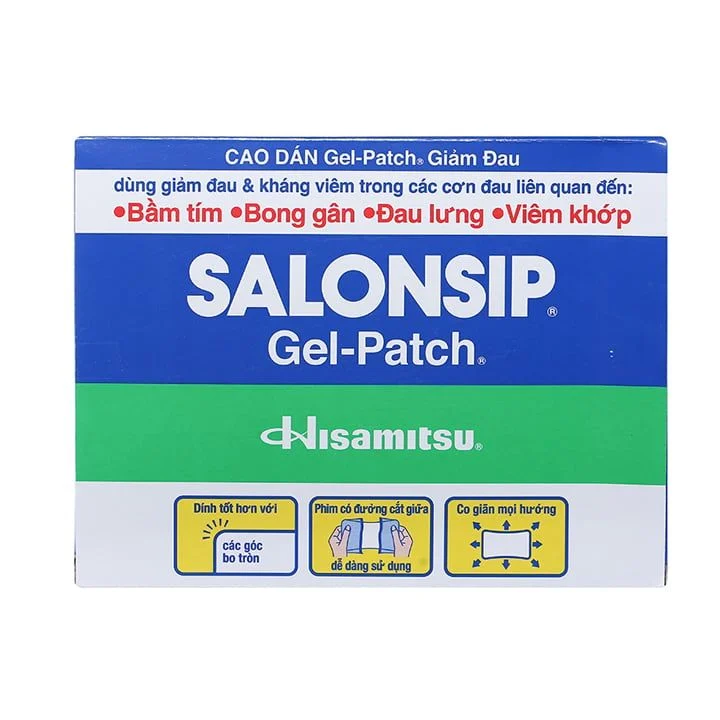 CAO DÁN Gel-Patch® Giảm Đau
dùng giảm đau & kháng viêm trong các cơn đau liên quan đến:
•Bầm tím •Bong gân •Đau lưng •Viêm khớp
SALONSIP®
Gel-Patch®
Hisamitsu®
Dính tốt hơn với
các góc
bo tròn
Phim có đường cắt giữa
dễ dàng sử dụng
Co giãn mọi hướng